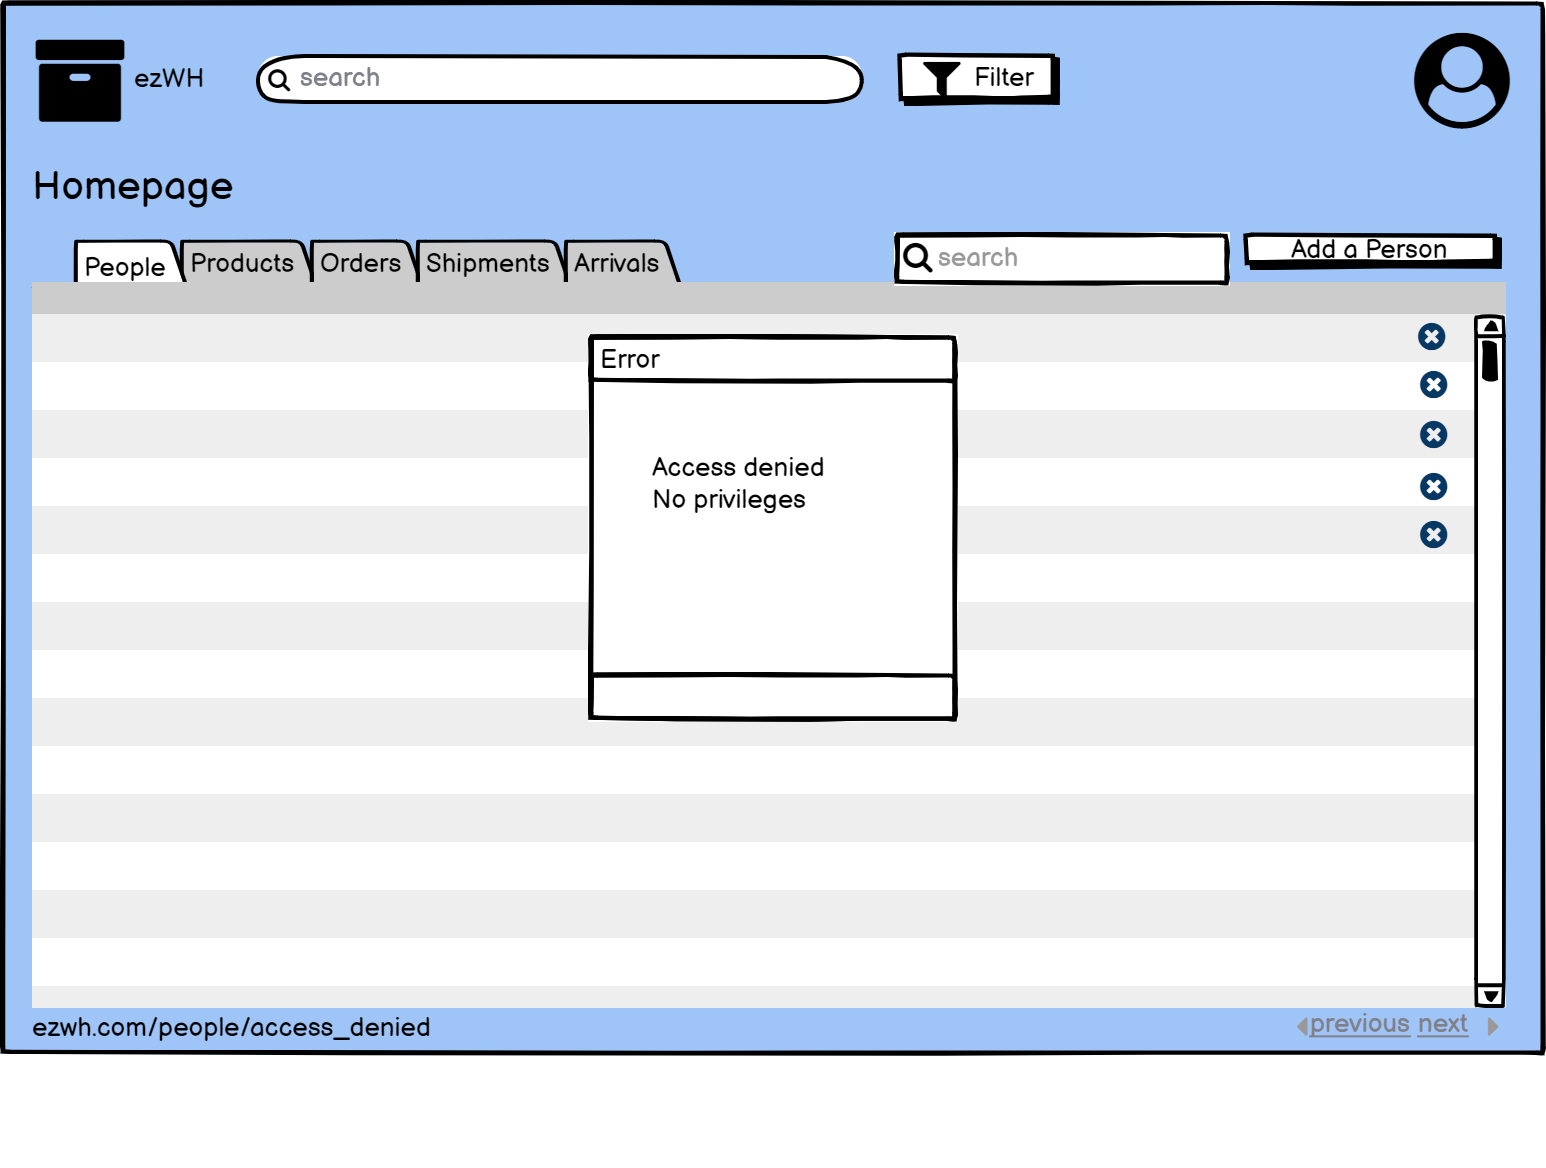 ezWH
search
Filter
Homepage
People
Products
Orders
Shipments
Arrivals
search
Add a Person
Error
Access denied
No privileges
ezwh.com/people/access_denied
previous next